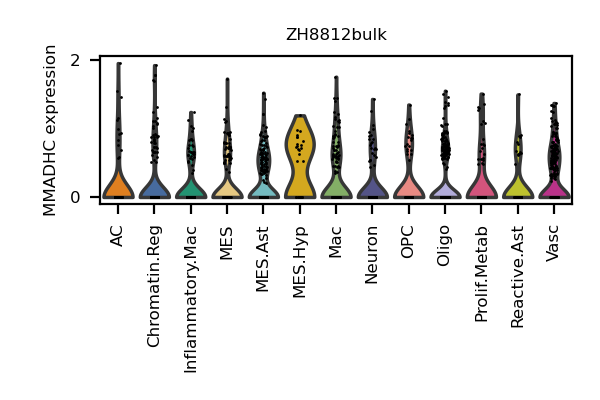 ZH8812bulk
MMADHC expression
2
0
AC
Chromatin.Reg
Inflammatory.Mac
MES
MES.Ast
MES.Hyp
Mac
Neuron
OPC
Oligo
Prolif.Metab
Reactive.Ast
Vasc